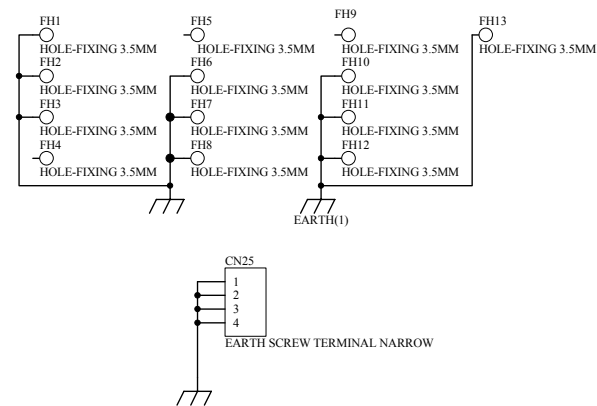 FH1
HOLE-FIXING 3.5MM
FH2
HOLE-FIXING 3.5MM
FH3
HOLE-FIXING 3.5MM
FH4
HOLE-FIXING 3.5MM
FH5
HOLE-FIXING 3.5MM
FH6
HOLE-FIXING 3.5MM
FH7
HOLE-FIXING 3.5MM
FH8
HOLE-FIXING 3.5MM
FH9
HOLE-FIXING 3.5MM
FH10
HOLE-FIXING 3.5MM
FH11
HOLE-FIXING 3.5MM
FH12
HOLE-FIXING 3.5MM
EARTH(1)
FH13
HOLE-FIXING 3.5MM
CN25
1
2
3
4
EARTH SCREW TERMINAL NARROW